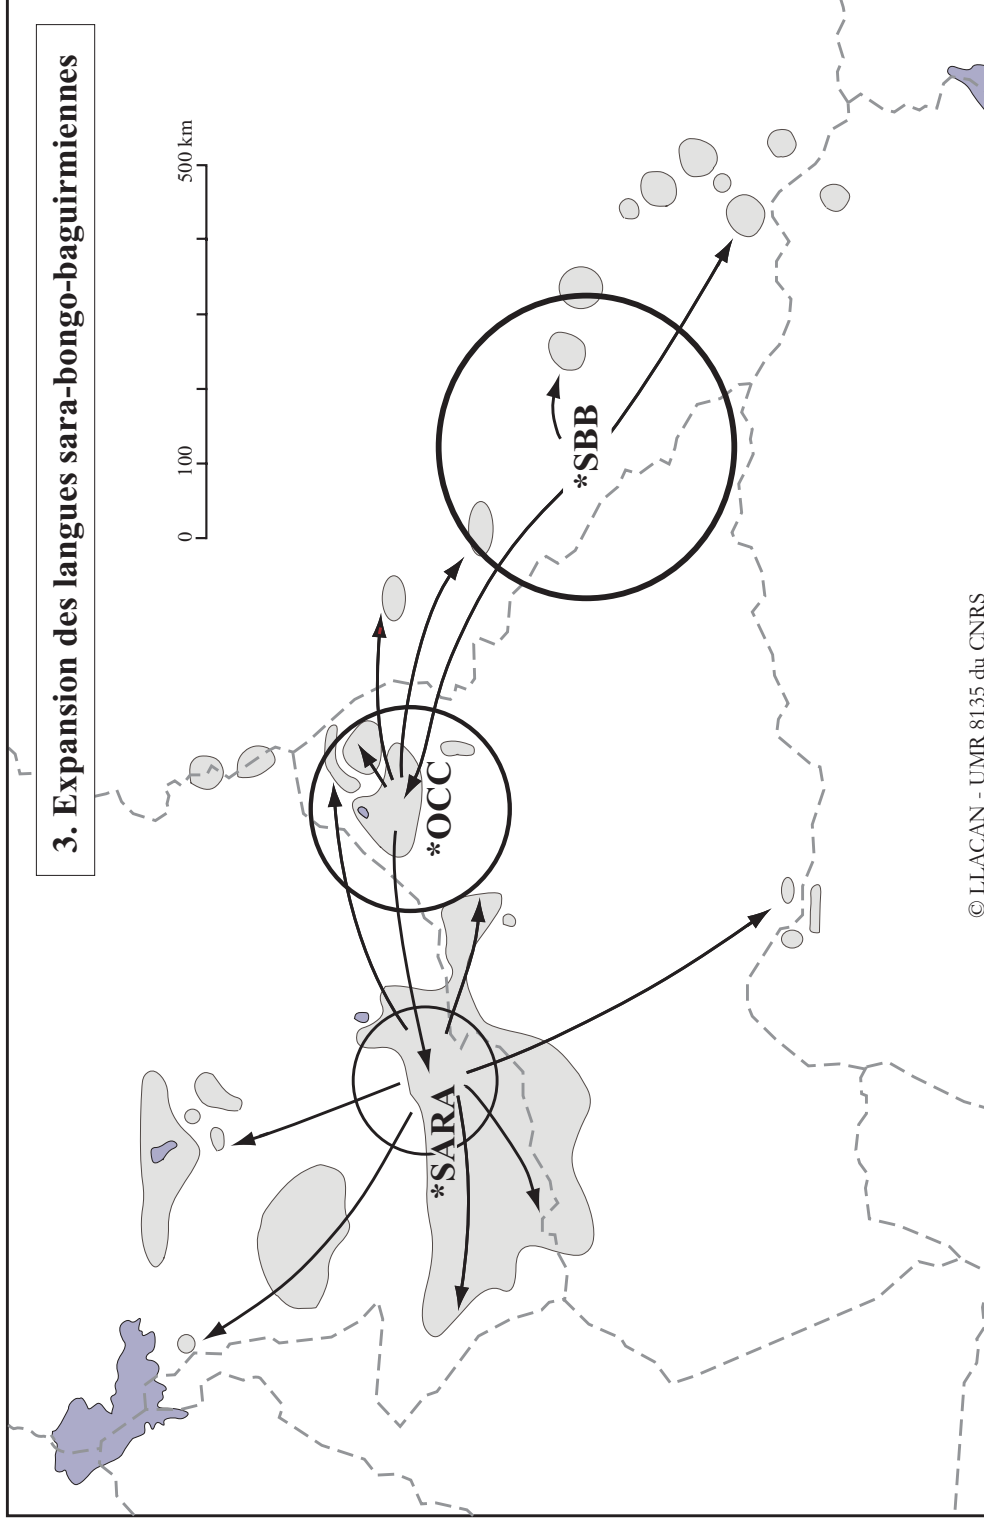 3. Expansion des langues sara-bongo-baguirmiennes
0 100 500 km
*SBB
*OCC
*SARA
© LLACAN - UMR 8135 du CNRS